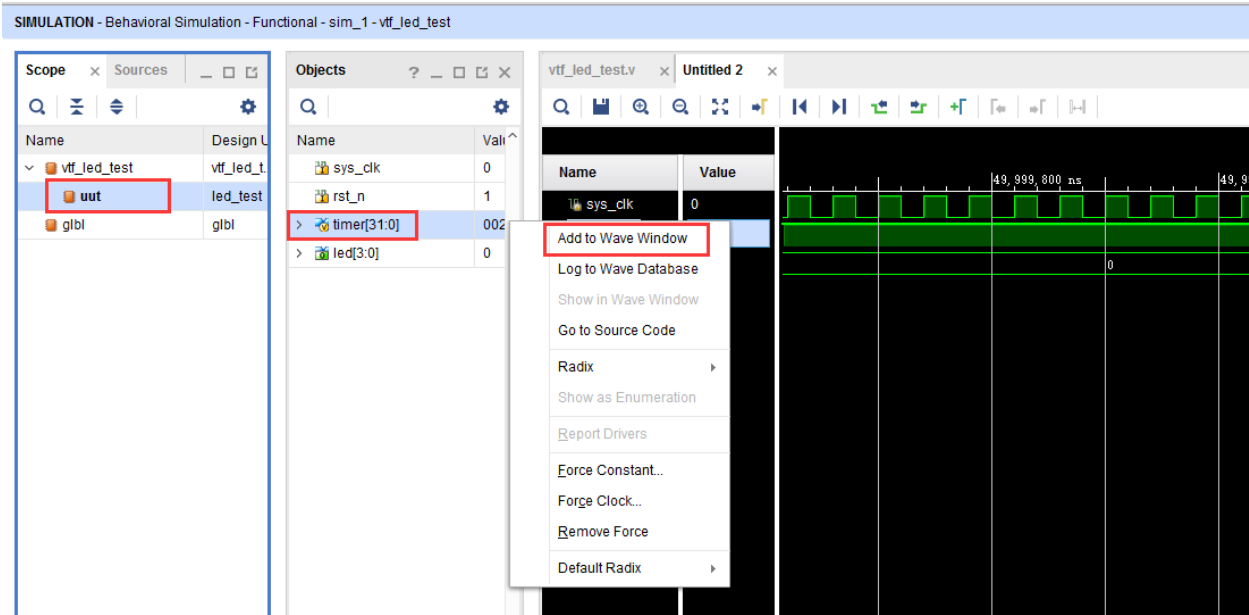 SIMULATION - Behavioral Simulation - Functional - sim_1 - vtf_led_test
Scope
Sources
Name
Design U
vtf_led_test
vtf_led_t.
uut
led_test
glbl
glbl
Objects
?
Name
Valu
sys_clk
0
rst_n
1
timer[31:0]
002
led[3:0]
0
vtf_led_test.v
Untitled 2
Name
Value
sys_clk
0
49,999,800 ns
49,9
0
Add to Wave Window
Log to Wave Database
Show in Wave Window
Go to Source Code
Radix
Show as Enumeration
Report Drivers
Force Constant...
Force Clock...
Remove Force
Default Radix